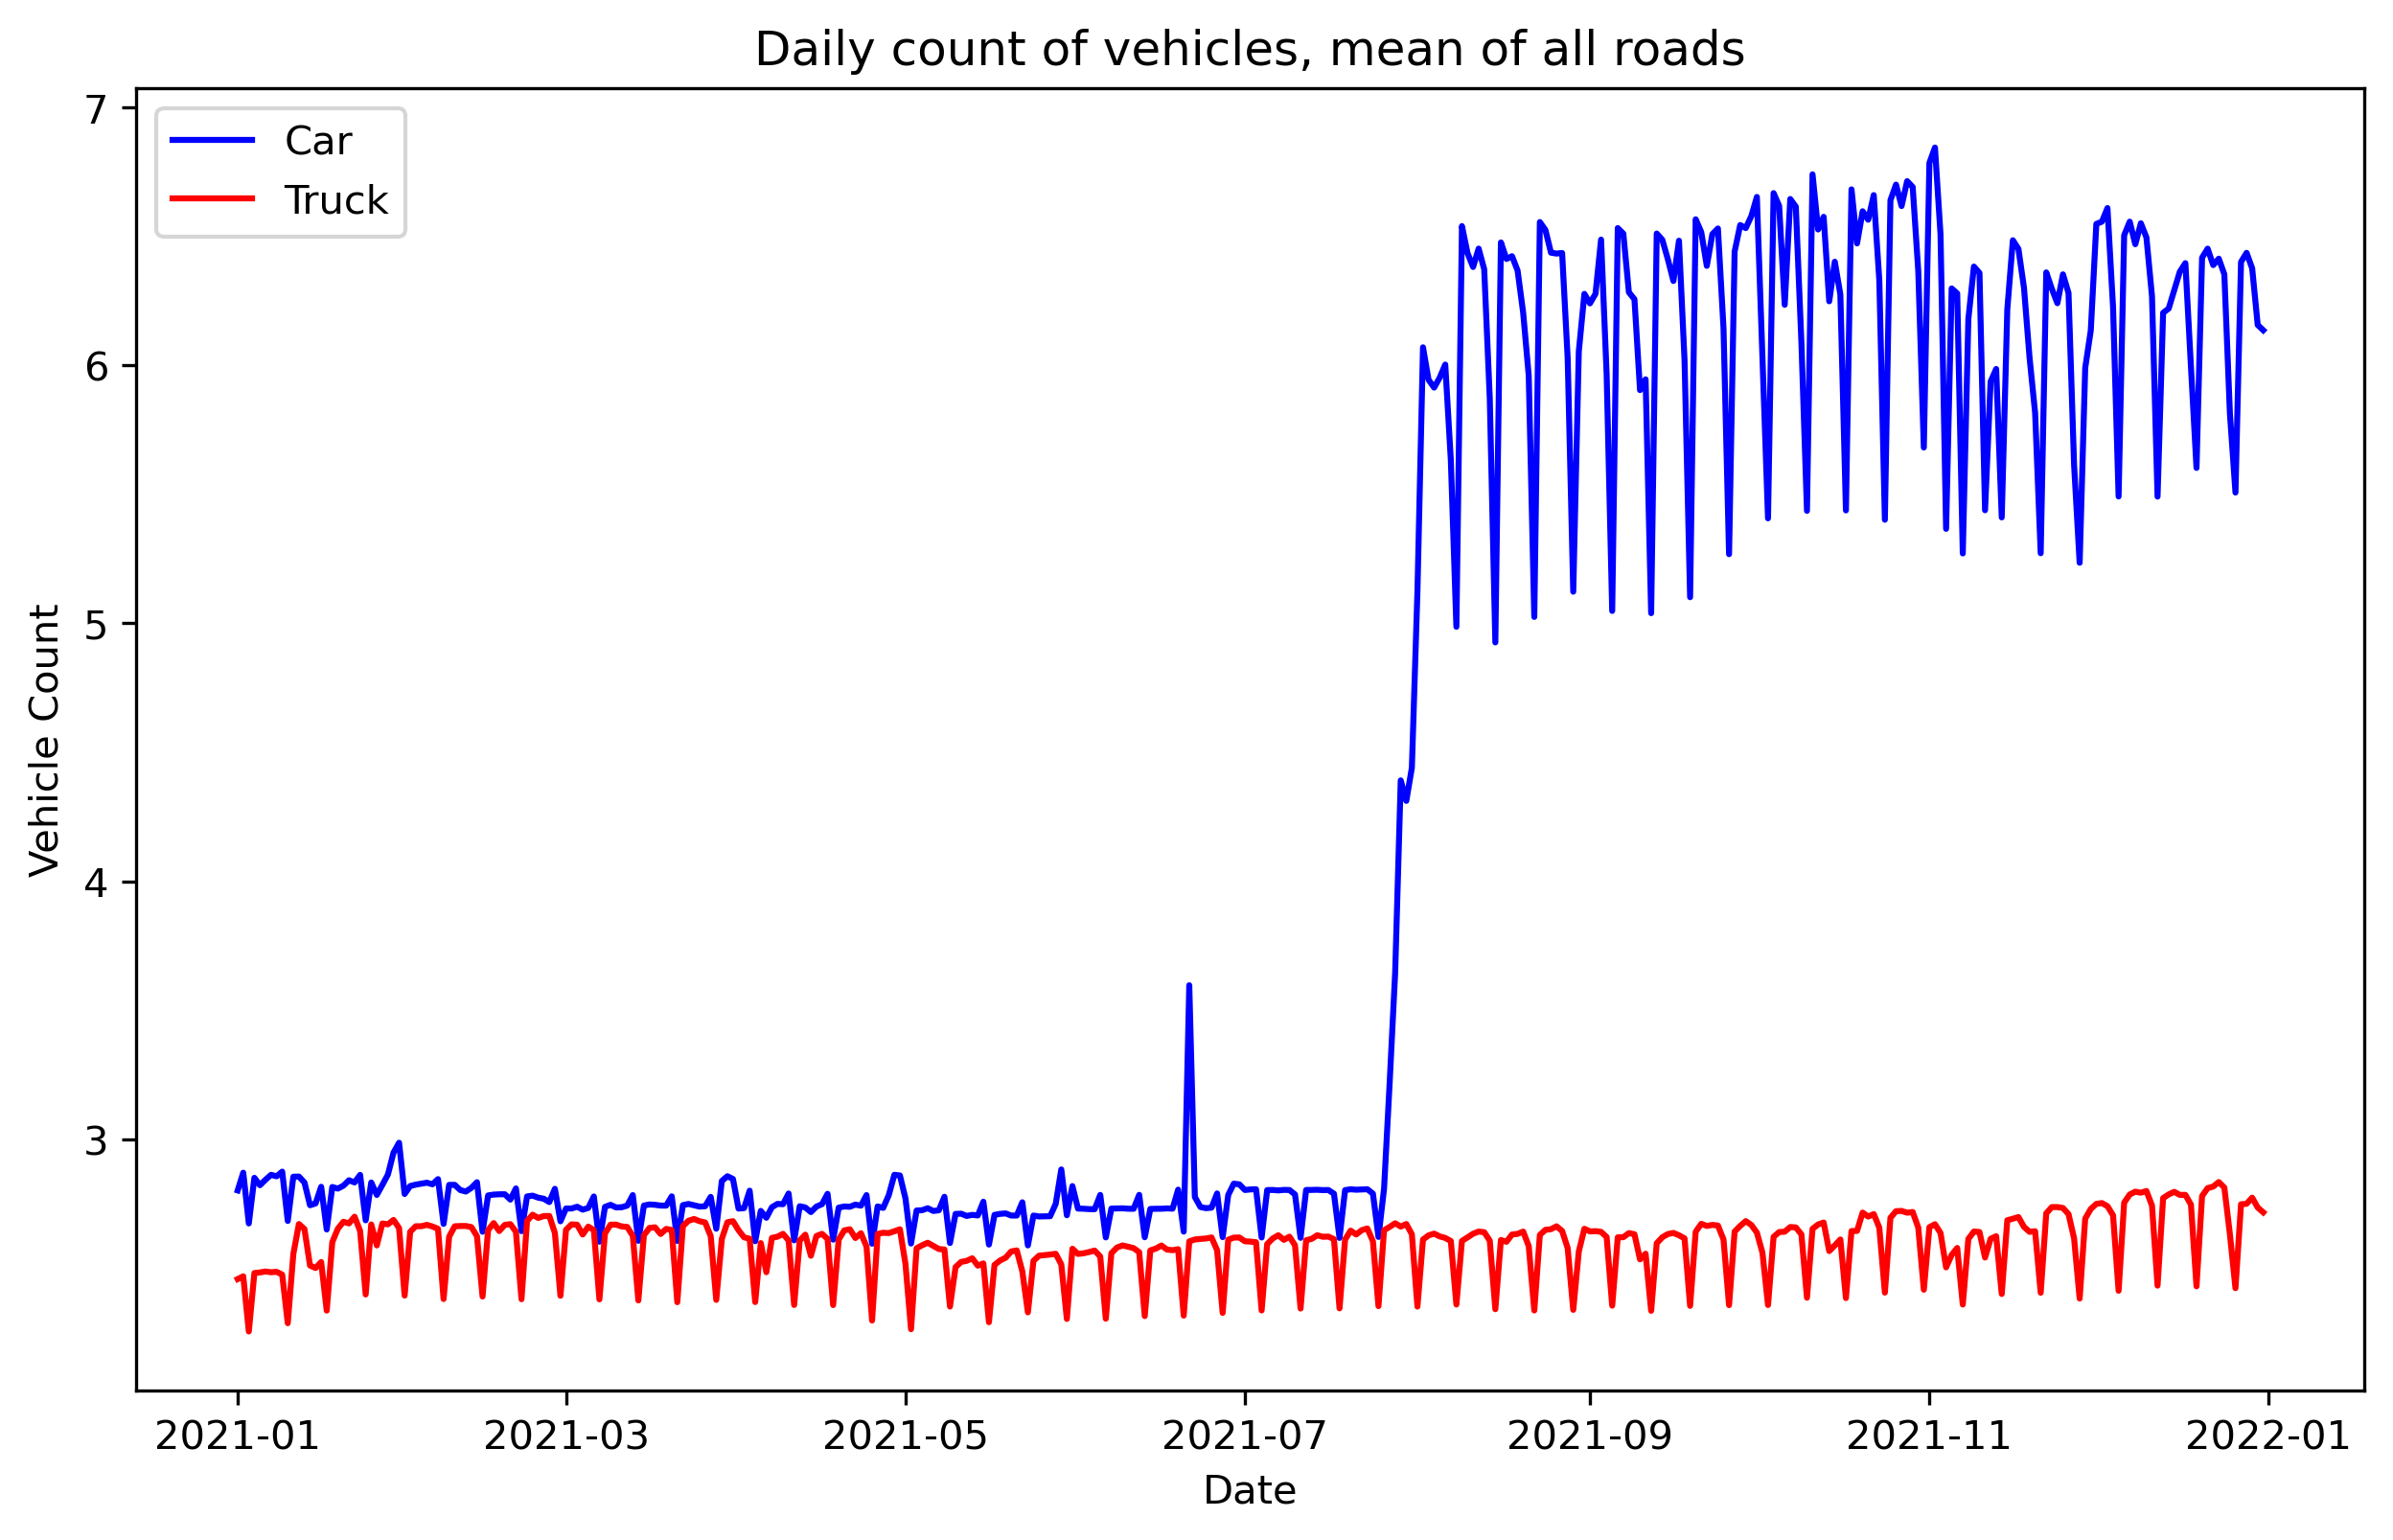 Daily count of vehicles, mean of all roads
Car
Truck
Vehicle Count
7
6
5
4
3
2021-01
2021-03
2021-05
2021-07
2021-09
2021-11
2022-01
Date